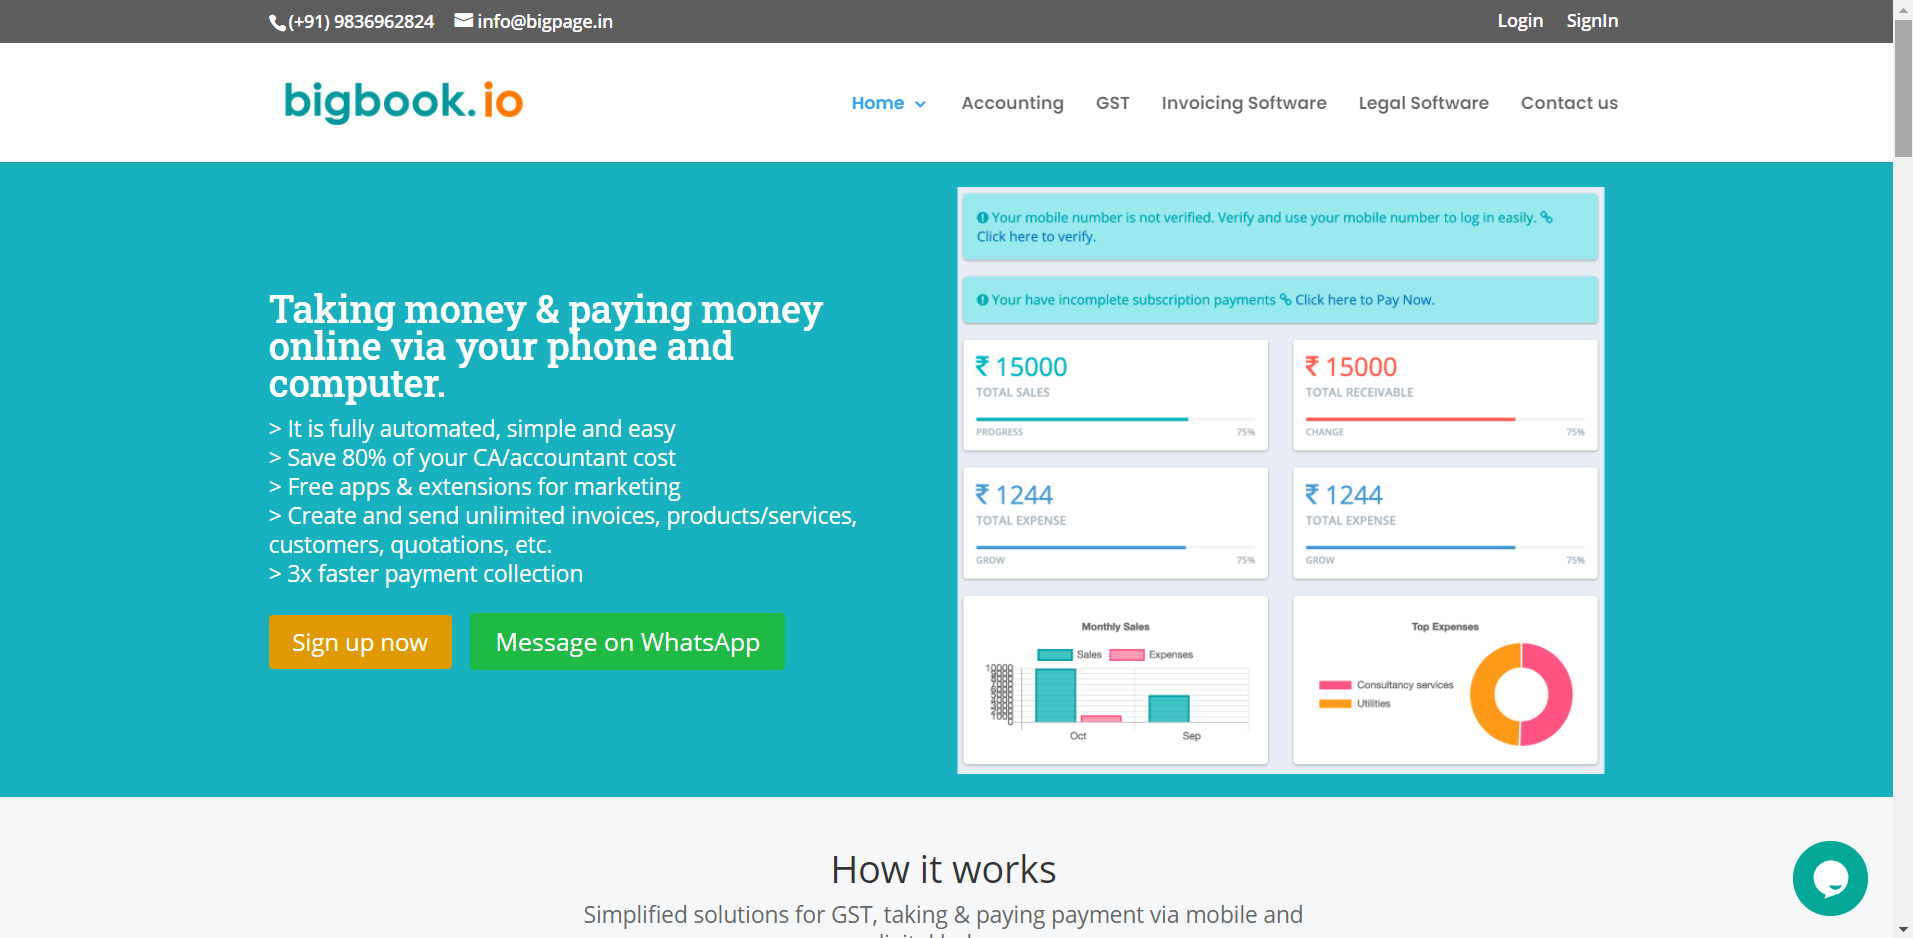 (+91) 9836962824 info@bigpage.in Login SignIn
bigbook.io
Home Accounting GST Invoicing Software Legal Software Contact us
Taking money & paying money
online via your phone and
computer.
> It is fully automated, simple and easy
> Save 80% of your CA/accountant cost
> Free apps & extensions for marketing
> Create and send unlimited invoices, products/services,
customers, quotations, etc.
> 3x faster payment collection
Sign up now Message on WhatsApp
Your mobile number is not verified. Verify and use your mobile number to log in easily.
Click here to verify.
Your have incomplete subscription payments Click here to Pay Now.
₹ 15000
TOTAL SALES
PROGRESS 75%
₹ 15000
TOTAL RECEIVABLE
CHANGE 75%
₹ 1244
TOTAL EXPENSE
GROW 75%
₹ 1244
TOTAL EXPENSE
GROW 75%
Monthly Sales
Sales Expenses
10000
1000
0
Oct Sep
Top Expenses
Consultancy services
Utilities
How it works
Simplified solutions for GST, taking & paying payment via mobile and